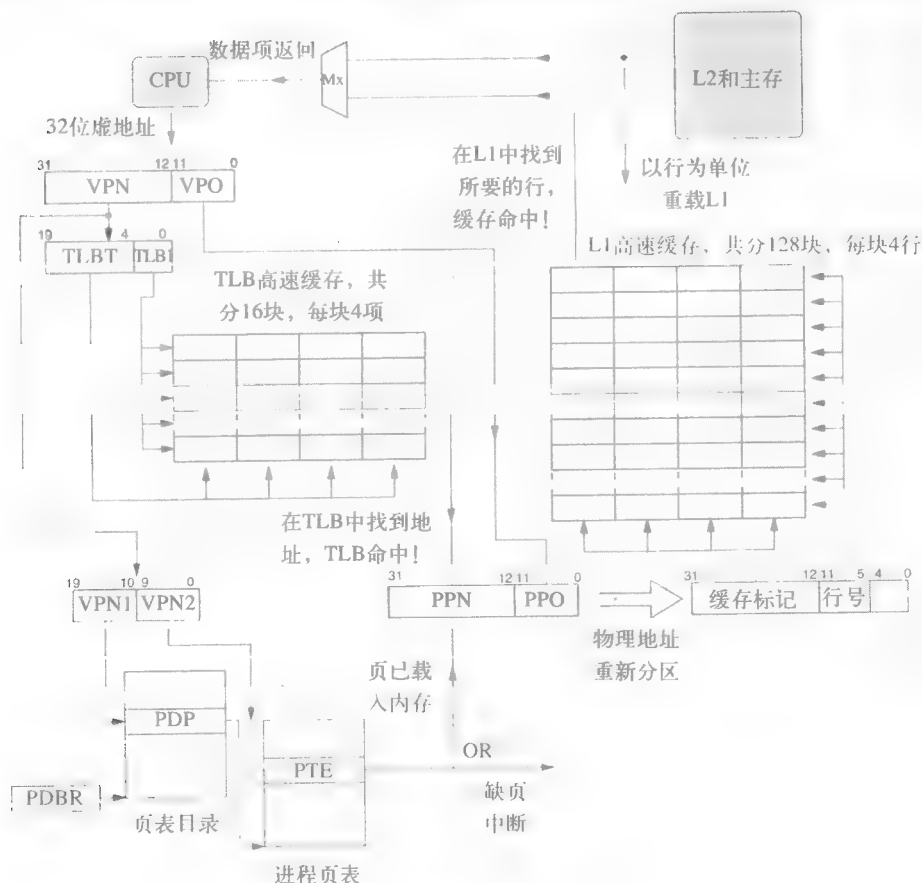 数据项返回
CPU
Mx
L2和主存
32位虚地址
31 12 11 0
VPN VPO
在L1中找到
所要的行,
缓存命中!
以行为单位
重载L1
19 4 0
TLBT TLBI
L1高速缓存, 共分128块, 每块4行
TLB高速缓存, 共
分16块, 每块4项
在TLB中找到地
址, TLB命中!
19 10 9 0
VPN1 VPN2
31 12 11 0
PPN PPO
31 12 11 5 4 0
缓存标记 行号
物理地址
重新分区
页已载
入内存
PDP
OR
PTE
缺页
中断
PDBR
页表目录
进程页表